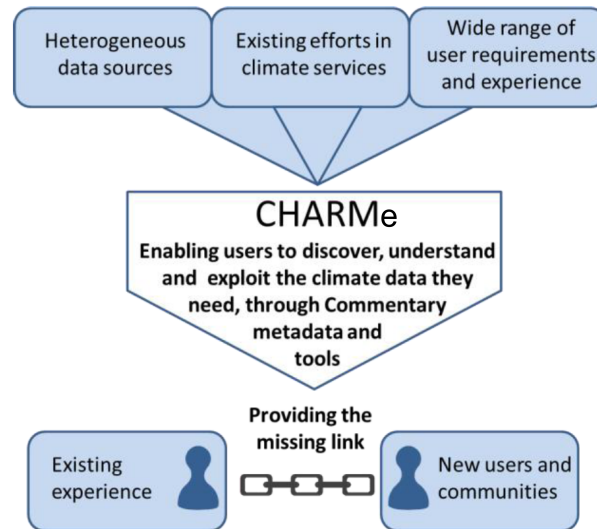 Heterogeneous
data sources
Existing efforts in
climate services
Wide range of
user requirements
and experience
CHARMe
Enabling users to discover, understand
and exploit the climate data they
need, through Commentary
metadata and
tools
Providing the
missing link
Existing
experience
New users and
communities